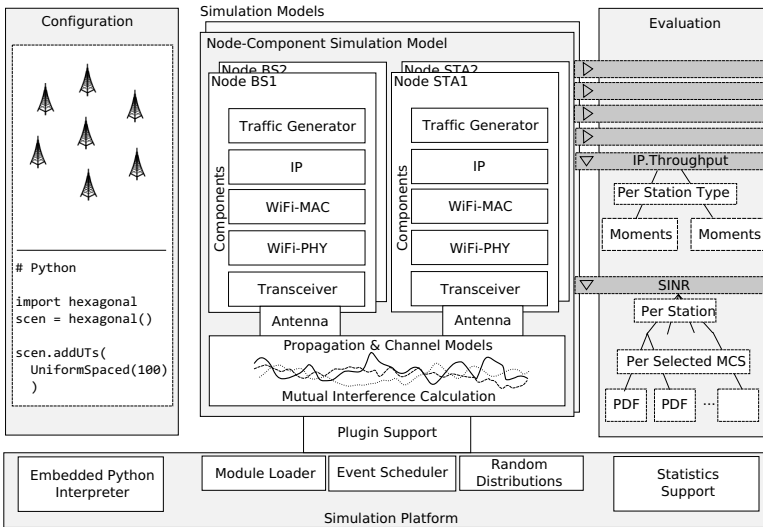 Configuration
# Python
import hexagonal
scen = hexagonal()
scen.addUTs(
UniformSpaced(100)
)
Simulation Models
Node-Component Simulation Model
Node BS2
Node BS1
Components
Traffic Generator
IP
WiFi-MAC
WiFi-PHY
Transceiver
Antenna
Node STA2
Node STA1
Components
Traffic Generator
IP
WiFi-MAC
WiFi-PHY
Transceiver
Antenna
Propagation & Channel Models
Mutual Interference Calculation
Evaluation
IP.Throughput
Per Station Type
Moments
Moments
SINR
Per Station
Per Selected MCS
PDF
PDF
...
Plugin Support
Embedded Python
Interpreter
Module Loader
Event Scheduler
Random
Distributions
Statistics
Support
Simulation Platform